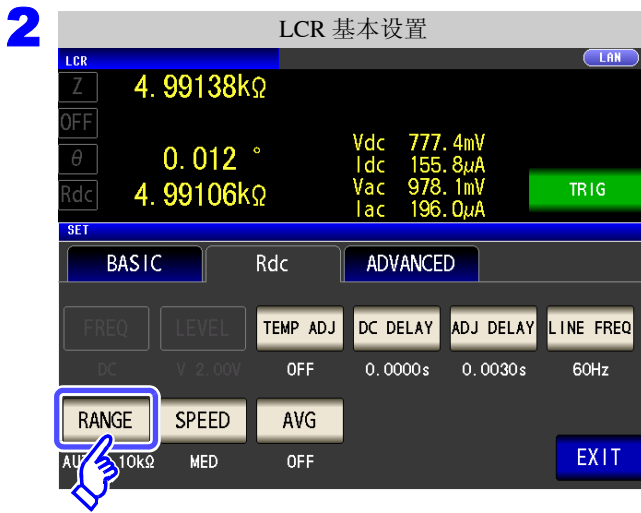 2
LCR 基本设置
LCR
LAN
Z 4.99138kΩ
OFF
θ 0.012 °
Rdc 4.99106kΩ
Vdc 777.4mV
Idc 155.8μA
Vac 978.1mV
Iac 196.0μA
TRIG
SET
BASIC Rdc ADVANCED
FREQ LEVEL TEMP ADJ DC DELAY ADJ DELAY LINE FREQ
DC V 2.00V OFF 0.0000s 0.0030s 60Hz
RANGE SPEED AVG
10kΩ MED OFF
EXIT